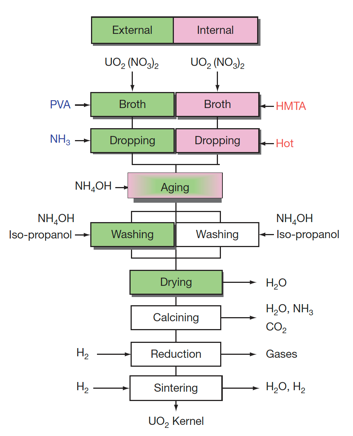 External Internal
UO₂ (NO₃)₂ UO₂ (NO₃)₂
PVA Broth Broth HMTA
NH₃ Dropping Dropping Hot
NH₄OH Aging
NH₄OH NH₄OH
Iso-propanol Washing Washing Iso-propanol
Drying H₂O
H₂O, NH₃
Calcining
CO₂
H₂ Reduction Gases
H₂ Sintering H₂O, H₂
UO₂ Kernel